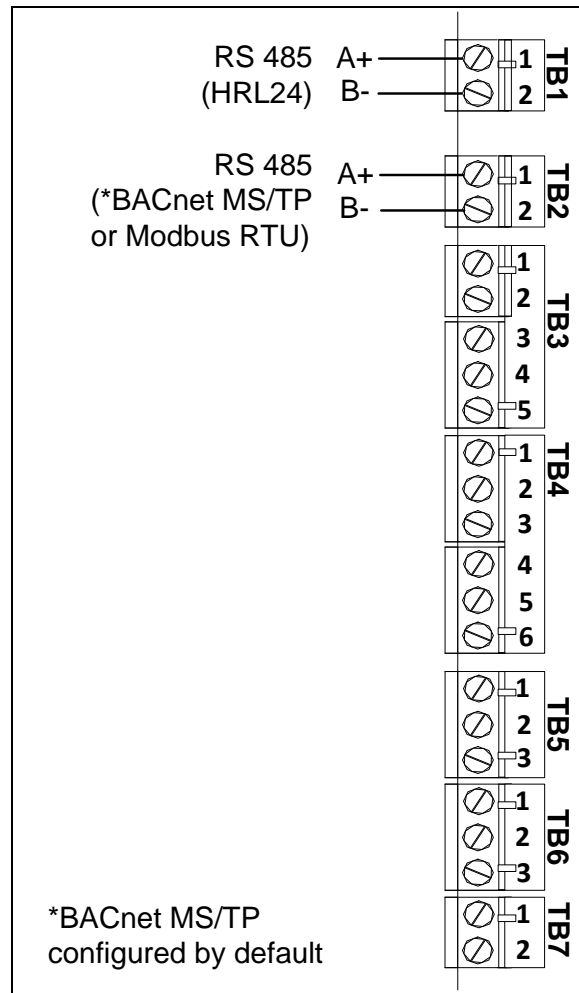 RS 485 A+ 1
(HRL24) B- 2
TB1
RS 485 A+ 1
(*BACnet MS/TP B- 2
or Modbus RTU)
TB2
1
2
3
4
5
TB3
1
2
3
4
5
6
TB4
1
2
3
TB5
1
2
3
TB6
1
2
TB7
*BACnet MS/TP
configured by default